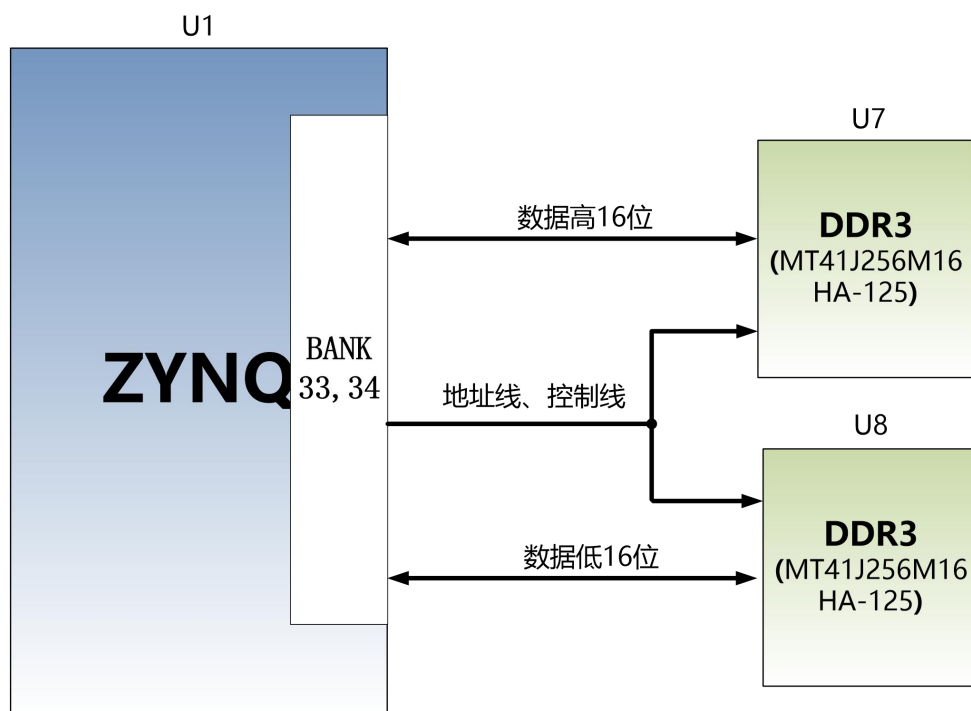 U1
ZYNQ
BANK
33, 34
数据高16位
地址线、控制线
数据低16位
U7
DDR3
(MT41J256M16
HA-125)
U8
DDR3
(MT41J256M16
HA-125)